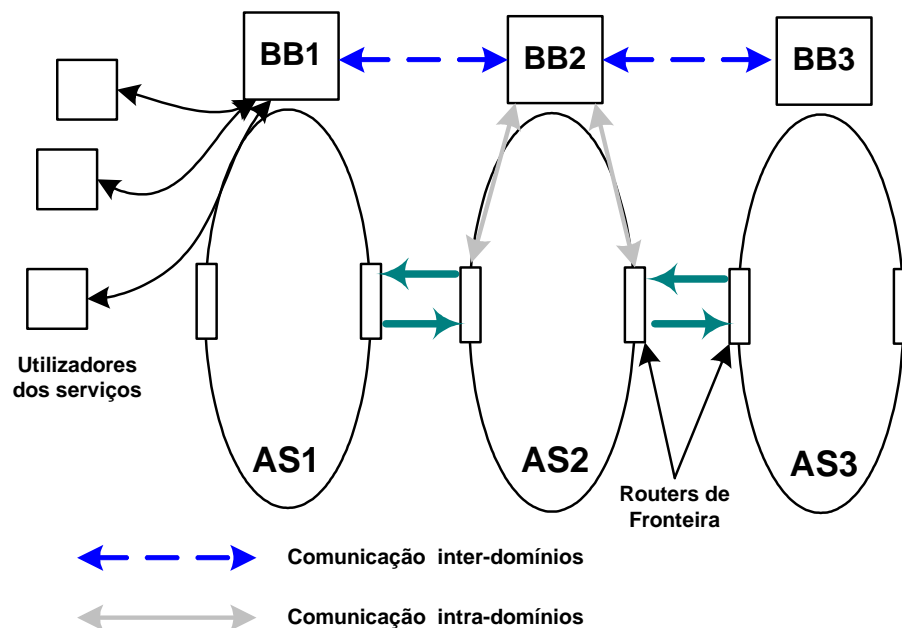 BB1
BB2
BB3
Utilizadores
dos serviços
AS1
AS2
AS3
Routers de
Fronteira
Comunicação inter-domínios
Comunicação intra-domínios